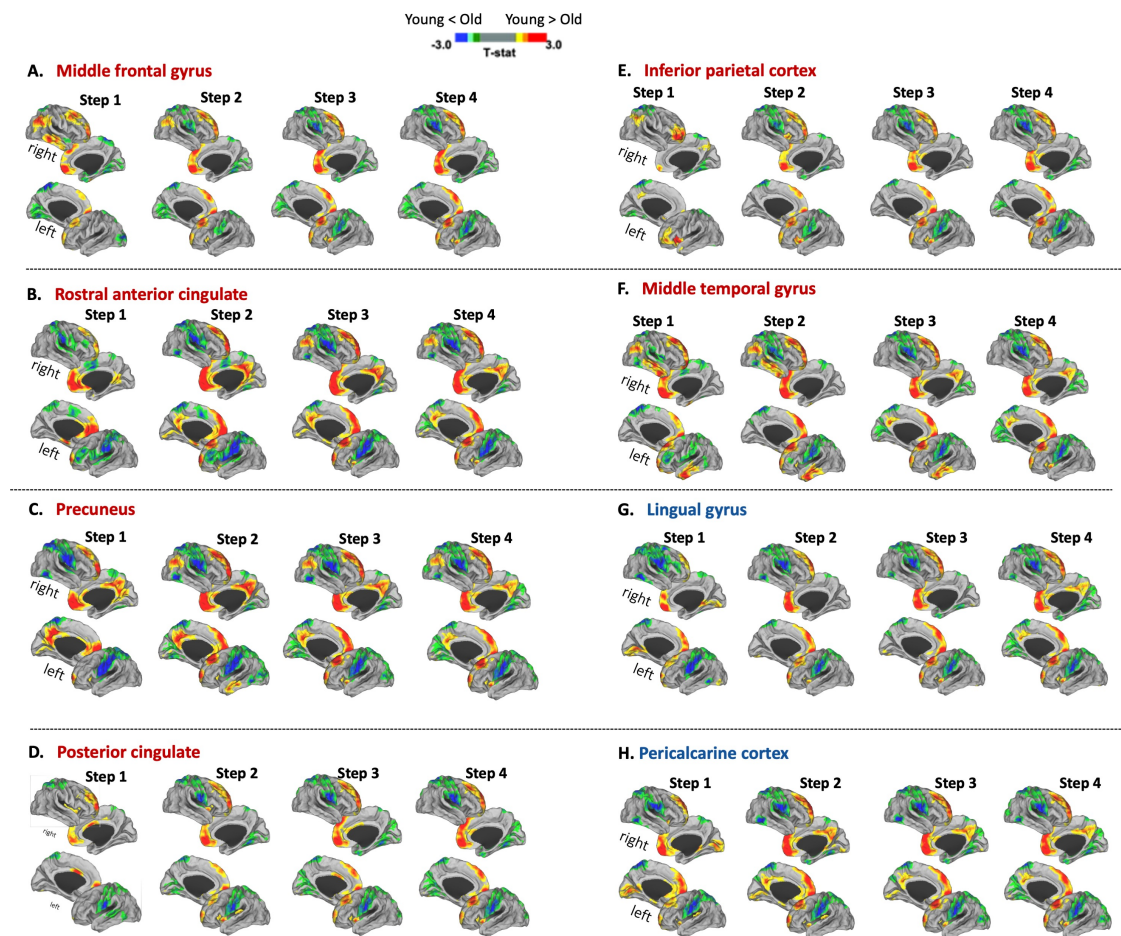 Young < Old Young > Old
-3.0 3.0
T-stat
A. Middle frontal gyrus
Step 1 Step 2 Step 3 Step 4
right
left
B. Rostral anterior cingulate
Step 1 Step 2 Step 3 Step 4
right
left
C. Precuneus
Step 1 Step 2 Step 3 Step 4
right
left
D. Posterior cingulate
Step 1 Step 2 Step 3 Step 4
right
left
E. Inferior parietal cortex
Step 1 Step 2 Step 3 Step 4
right
left
F. Middle temporal gyrus
Step 1 Step 2 Step 3 Step 4
right
left
G. Lingual gyrus
Step 1 Step 2 Step 3 Step 4
right
left
H. Pericalcarine cortex
Step 1 Step 2 Step 3 Step 4
right
left